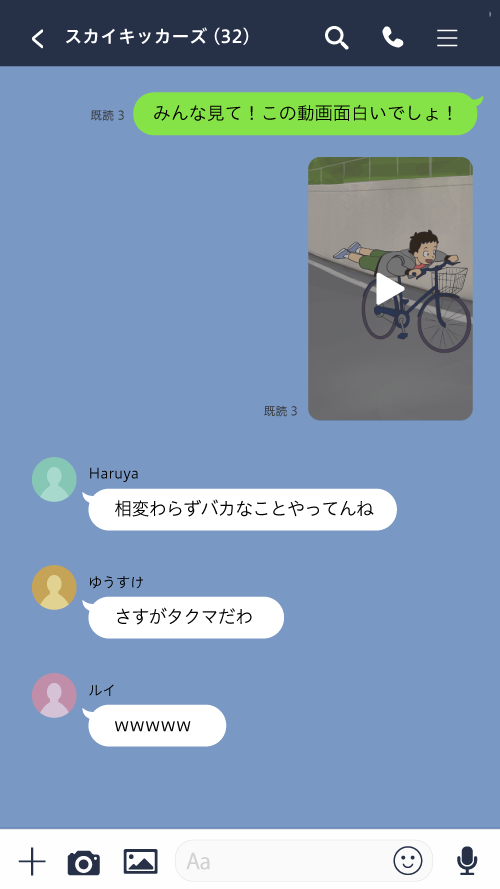 スカイキッカーズ（32）
みんな見て！この動画面白いでしょ！
既読 3
既読 3
Haruya
相変わらずバカなことやってんね
ゆうすけ
さすがタクマだわ
ルイ
wwwww
Aa